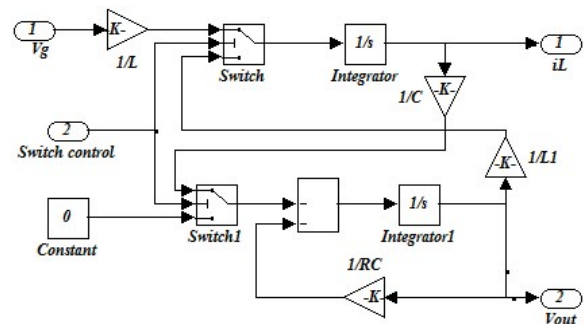 1
Vg
K-
1/L
Switch
1/s
Integrator
1
iL
-K-
1/C
2
Switch control
-K-
1/L1
0
Constant
Switch1
1/s
Integrator1
1/RC
-K-
2
Vout